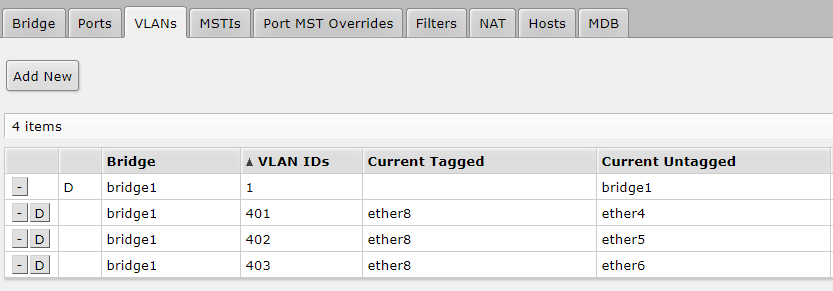 Bridge Ports VLANs MSTIs Port MST Overrides Filters NAT Hosts MDB
Add New
4 items
Bridge ▲ VLAN IDs Current Tagged Current Untagged
- D bridge1 1 bridge1
- D bridge1 401 ether8 ether4
- D bridge1 402 ether8 ether5
- D bridge1 403 ether8 ether6